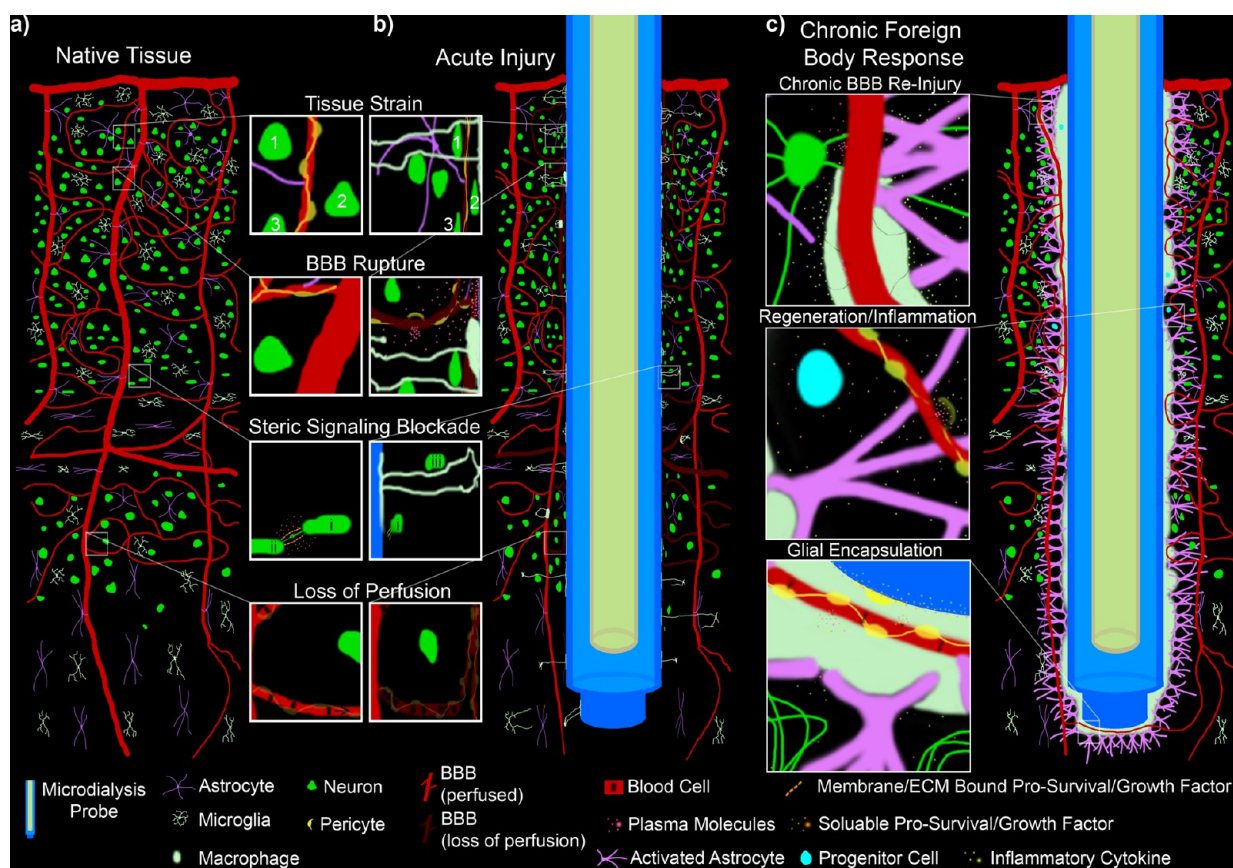 a)
Native Tissue
b)
Acute Injury
c)
Chronic Foreign
Body Response
Tissue Strain
1
2
3
1
2
3
BBB Rupture
Steric Signaling Blockade
i
ii
iii
i
Loss of Perfusion
Chronic BBB Re-Injury
Regeneration/Inflammation
Glial Encapsulation
Microdialysis
Probe
Astrocyte
Microglia
Macrophage
Neuron
Pericyte
BBB
(perfused)
BBB
(loss of perfusion)
Blood Cell
Plasma Molecules
Activated Astrocyte
Membrane/ECM Bound Pro-Survival/Growth Factor
Soluable Pro-Survival/Growth Factor
Progenitor Cell
Inflammatory Cytokine